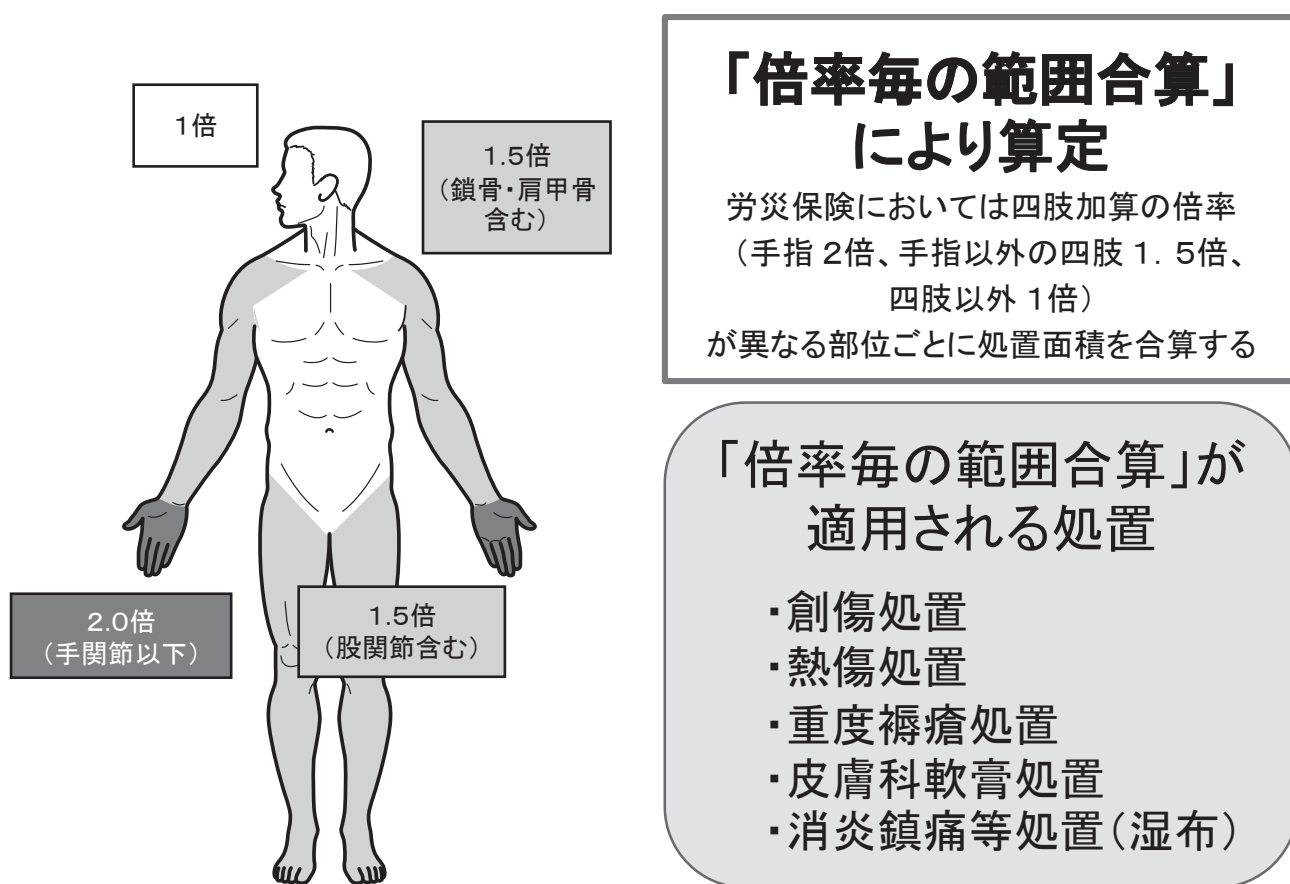 1倍
1.5倍
(鎖骨・肩甲骨
含む)
2.0倍
(手関節以下)
1.5倍
(股関節含む)
「倍率毎の範囲合算」
により算定
労災保険においては四肢加算の倍率
(手指 2倍、手指以外の四肢 1. 5倍、
四肢以外 1倍)
が異なる部位ごとに処置面積を合算する
「倍率毎の範囲合算」が
適用される処置
・創傷処置
・熱傷処置
・重度褥瘡処置
・皮膚科軟膏処置
・消炎鎮痛等処置(湿布)